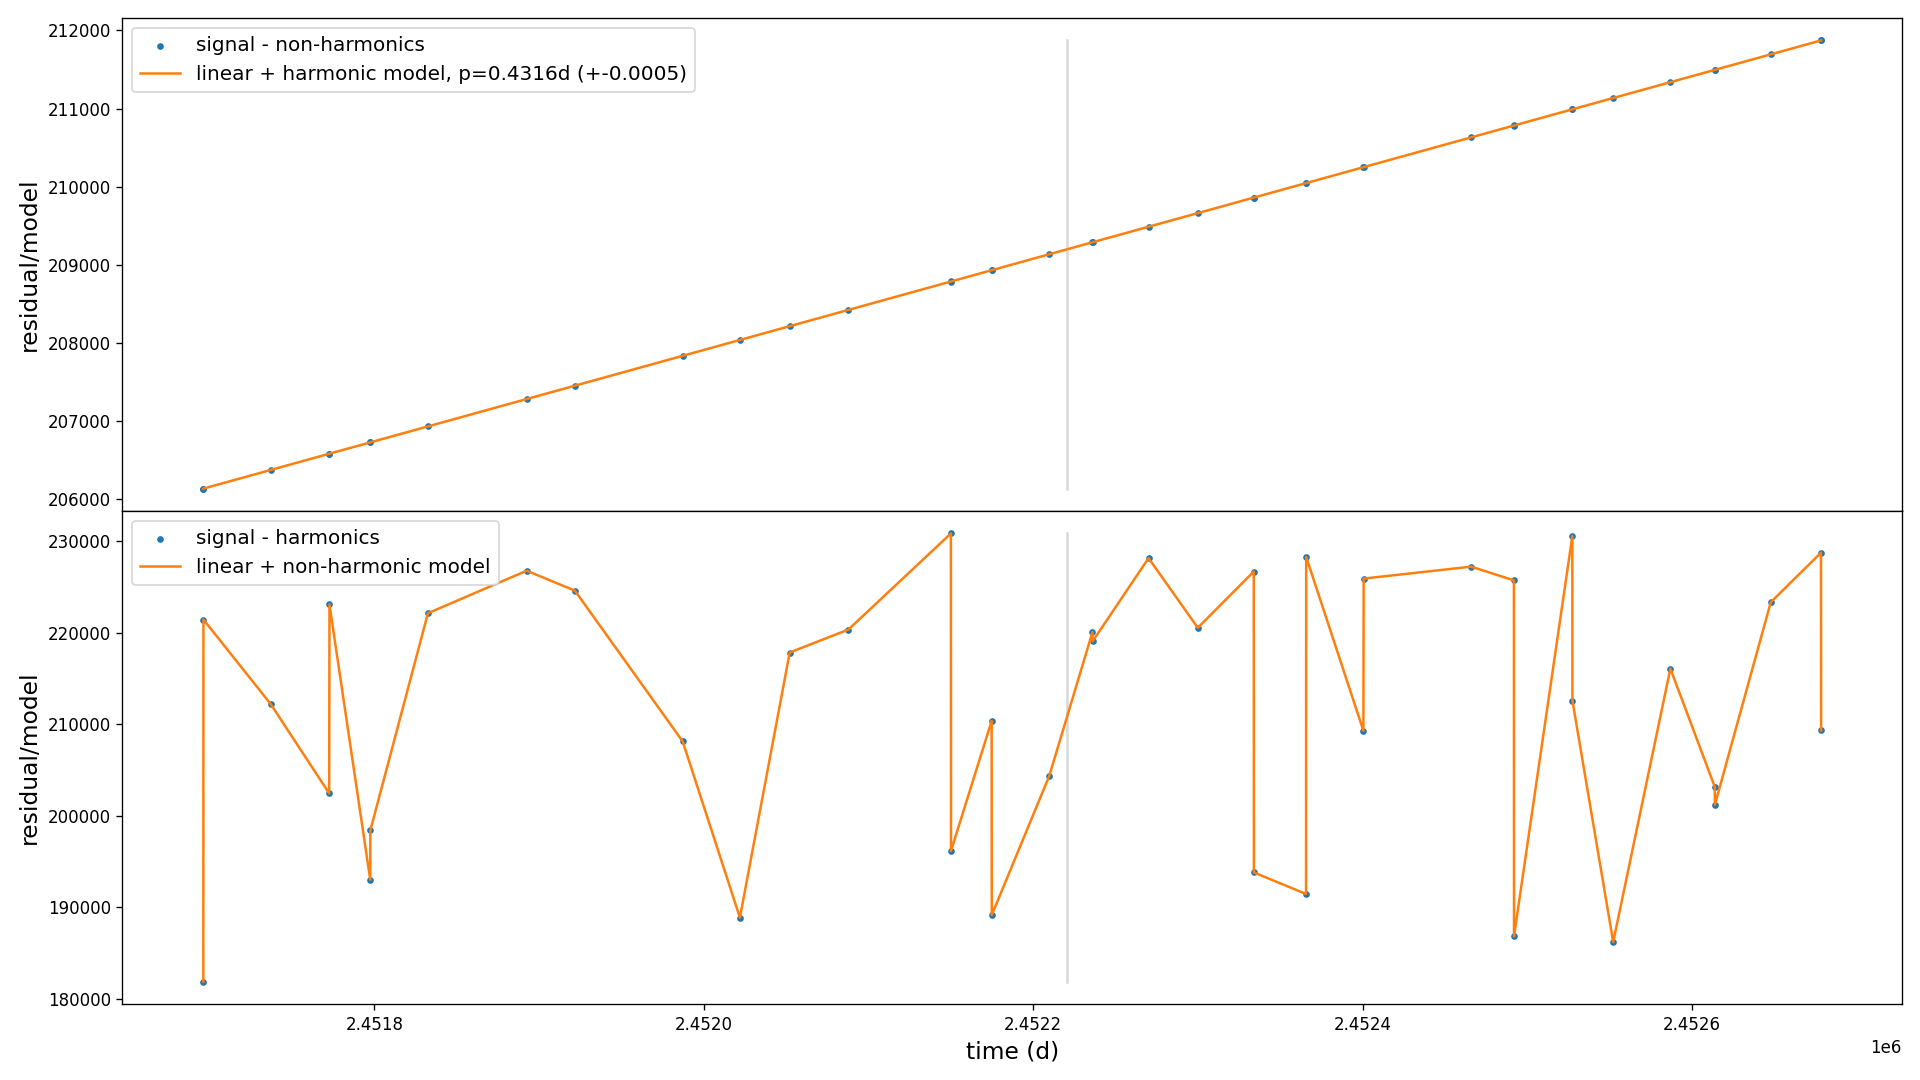 212000
211000
210000
209000
208000
207000
206000
residual/model
signal - non-harmonics
linear + harmonic model, p=0.4316d (+-0.0005)
230000
220000
210000
200000
190000
180000
residual/model
signal - harmonics
linear + non-harmonic model
2.4518
2.4520
2.4522
2.4524
2.4526
1e6
time (d)